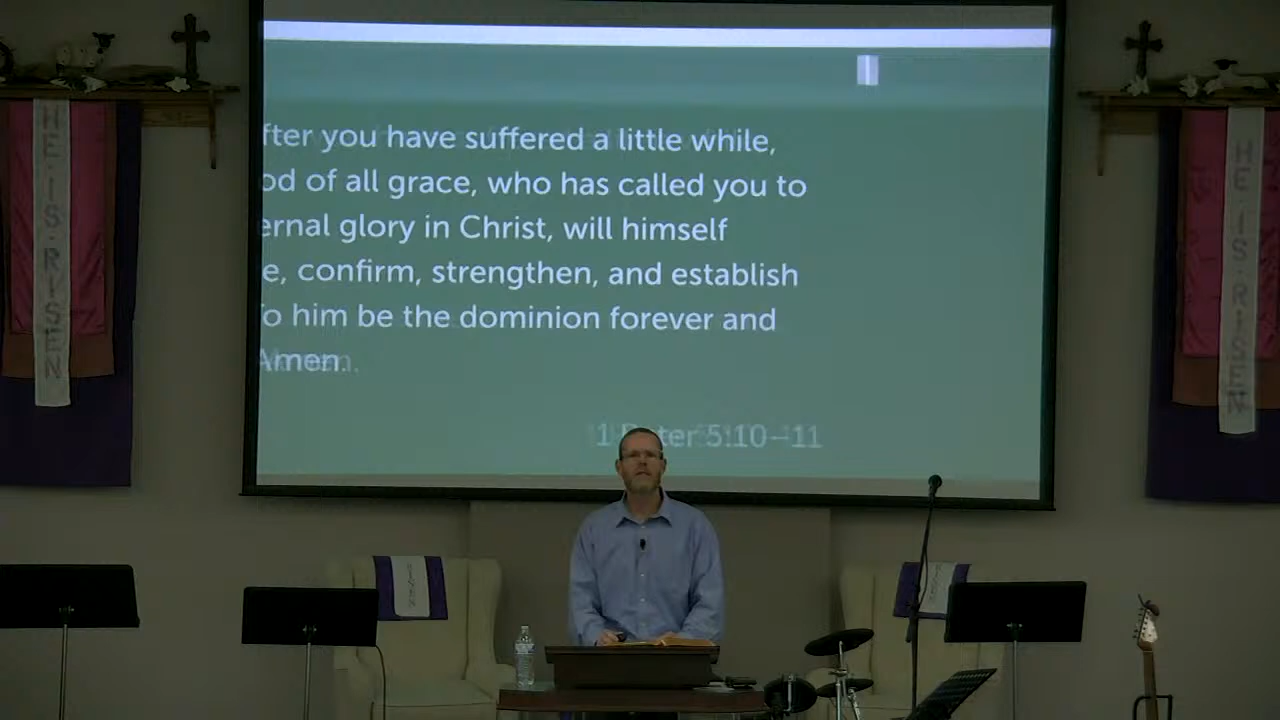 HE·IS·RISEN
fter you have suffered a little while,
od of all grace, who has called you to
ernal glory in Christ, will himself
e, confirm, strengthen, and establish
o him be the dominion forever and
Amen.
1 Peter 5:10–11
HE·IS·RISEN